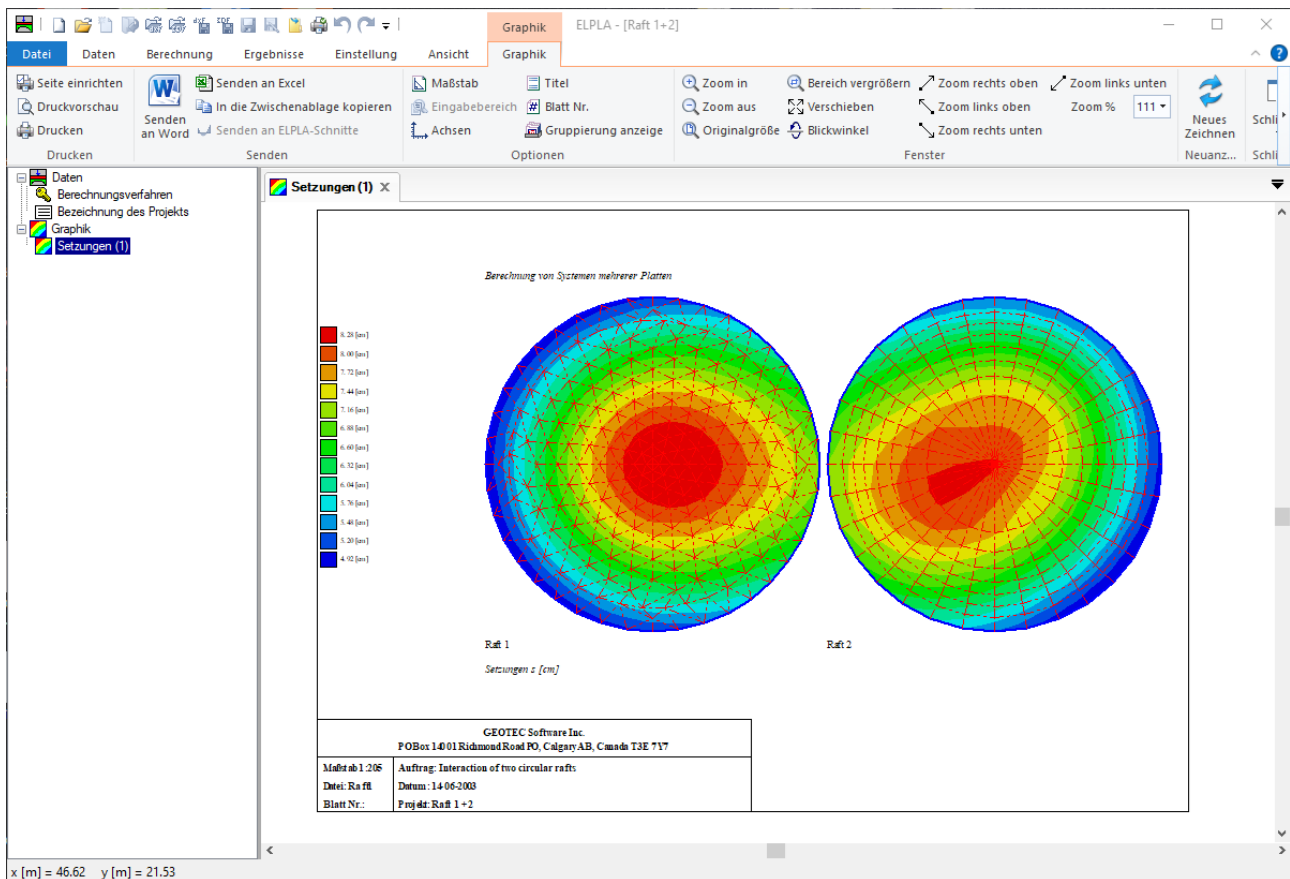 Graphik
ELPLA - [Raft 1+2]
Datei Daten Berechnung Ergebnisse Einstellung Ansicht Graphik
Seite einrichten
Druckvorschau
Drucken
Drucken
Senden an Word
Senden an Excel
In die Zwischenablage kopieren
Senden an ELPLA-Schnitte
Senden
Maßstab
Eingabebereich
Achsen
Titel
Blatt Nr.
Gruppierung anzeige
Optionen
Zoom in
Zoom aus
Originalgröße
Bereich vergrößern
Verschieben
Blickwinkel
Zoom rechts oben
Zoom links oben
Zoom rechts unten
Zoom links unten
Zoom % 111
Fenster
Neues Zeichnen
Neuanz...
Schli
Schli
Daten
Berechnungsverfahren
Bezeichnung des Projekts
Graphik
Setzungen (1)
Setzungen (1)
Berechnung von Systemen mehrerer Platten
8.28 [cm]
8.00 [cm]
7.72 [cm]
7.44 [cm]
7.16 [cm]
6.88 [cm]
6.60 [cm]
6.32 [cm]
6.04 [cm]
5.76 [cm]
5.48 [cm]
5.20 [cm]
4.92 [cm]
Raft 1
Raft 2
Setzungen s [cm]
GEOTEC Software Inc.
POBox 14001 Richmond Road PO, Calgary AB, Canada T3E 7Y7
Maßstab 1:205
Auftrag: Interaction of two circular rafts
Datei: Raft1
Datum : 14-06-2003
Blatt Nr.:
Projekt: Raft 1+2
x [m] = 46.62 y [m] = 21.53